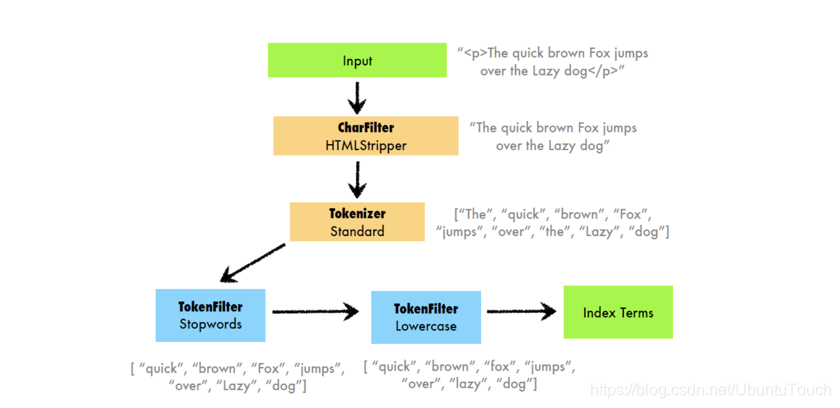 Input
“<p>The quick brown Fox jumps
over the Lazy dog</p>”
CharFilter
HTMLStripper
“The quick brown Fox jumps
over the Lazy dog”
Tokenizer
Standard
[“The”, “quick”, “brown”, “Fox”,
“jumps”, “over”, “the”, “Lazy”, “dog”]
TokenFilter
Stopwords
[ “quick”, “brown”, “Fox”, “jumps”,
“over”, “Lazy”, “dog”]
TokenFilter
Lowercase
[ “quick”, “brown”, “fox”, “jumps”,
“over”, “lazy”, “dog”]
Index Terms
https://blog.csdn.net/UbuntuTouch